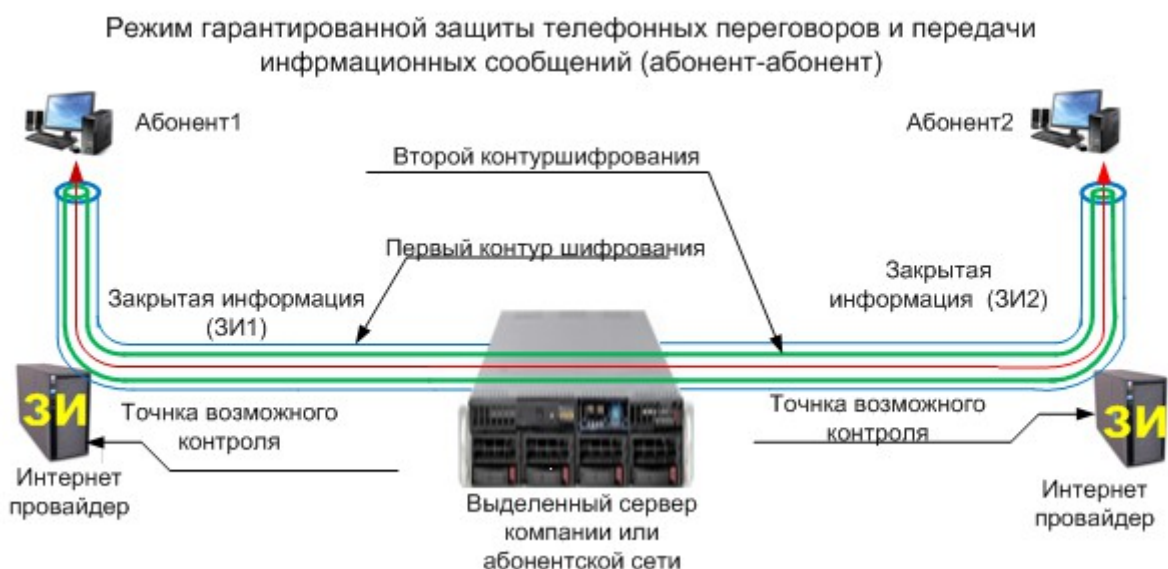 Режим гарантированной защиты телефонных переговоров и передачи
инфрмационных сообщений (абонент-абонент)
Абонент1
Абонент2
Второй контуршифрования
Первый контур шифрования
Закрытая информация
(ЗИ1)
Закрытая
информация (ЗИ2)
ЗИ
ЗИ
Точнка возможного
контроля
Точнка возможного
контроля
Интернет
провайдер
Выделенный сервер
компании или
абонентской сети
Интернет
провайдер